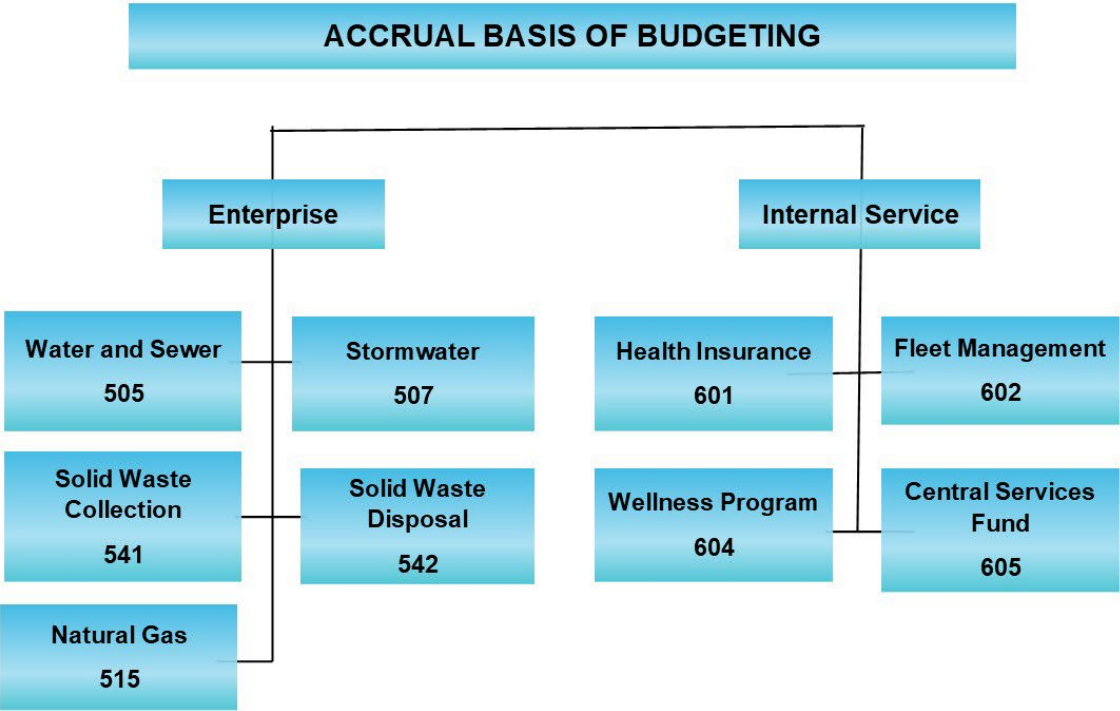 ACCRUAL BASIS OF BUDGETING
Enterprise
Internal Service
Water and Sewer
505
Stormwater
507
Health Insurance
601
Fleet Management
602
Solid Waste
Collection
541
Solid Waste
Disposal
542
Wellness Program
604
Central Services
Fund
605
Natural Gas
515